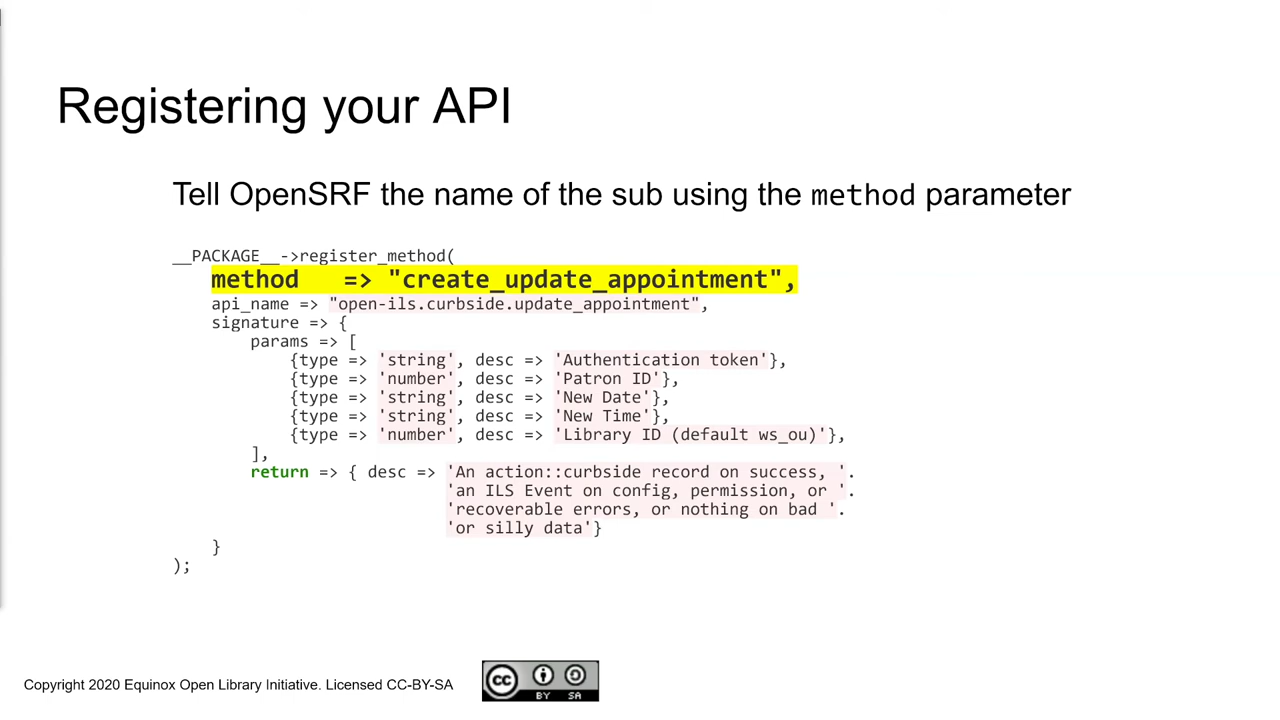 Registering your API
Tell OpenSRF the name of the sub using the method parameter
__PACKAGE__->register_method(
method => "create_update_appointment",
api_name => "open-ils.curbside.update_appointment",
signature => {
params => [
{type => 'string', desc => 'Authentication token'},
{type => 'number', desc => 'Patron ID'},
{type => 'string', desc => 'New Date'},
{type => 'string', desc => 'New Time'},
{type => 'number', desc => 'Library ID (default ws_ou)'},
],
return => { desc => 'An action::curbside record on success, '.
'an ILS Event on config, permission, or '.
'recoverable errors, or nothing on bad '.
'or silly data'}
}
);
Copyright 2020 Equinox Open Library Initiative. Licensed CC-BY-SA
cc BY SA